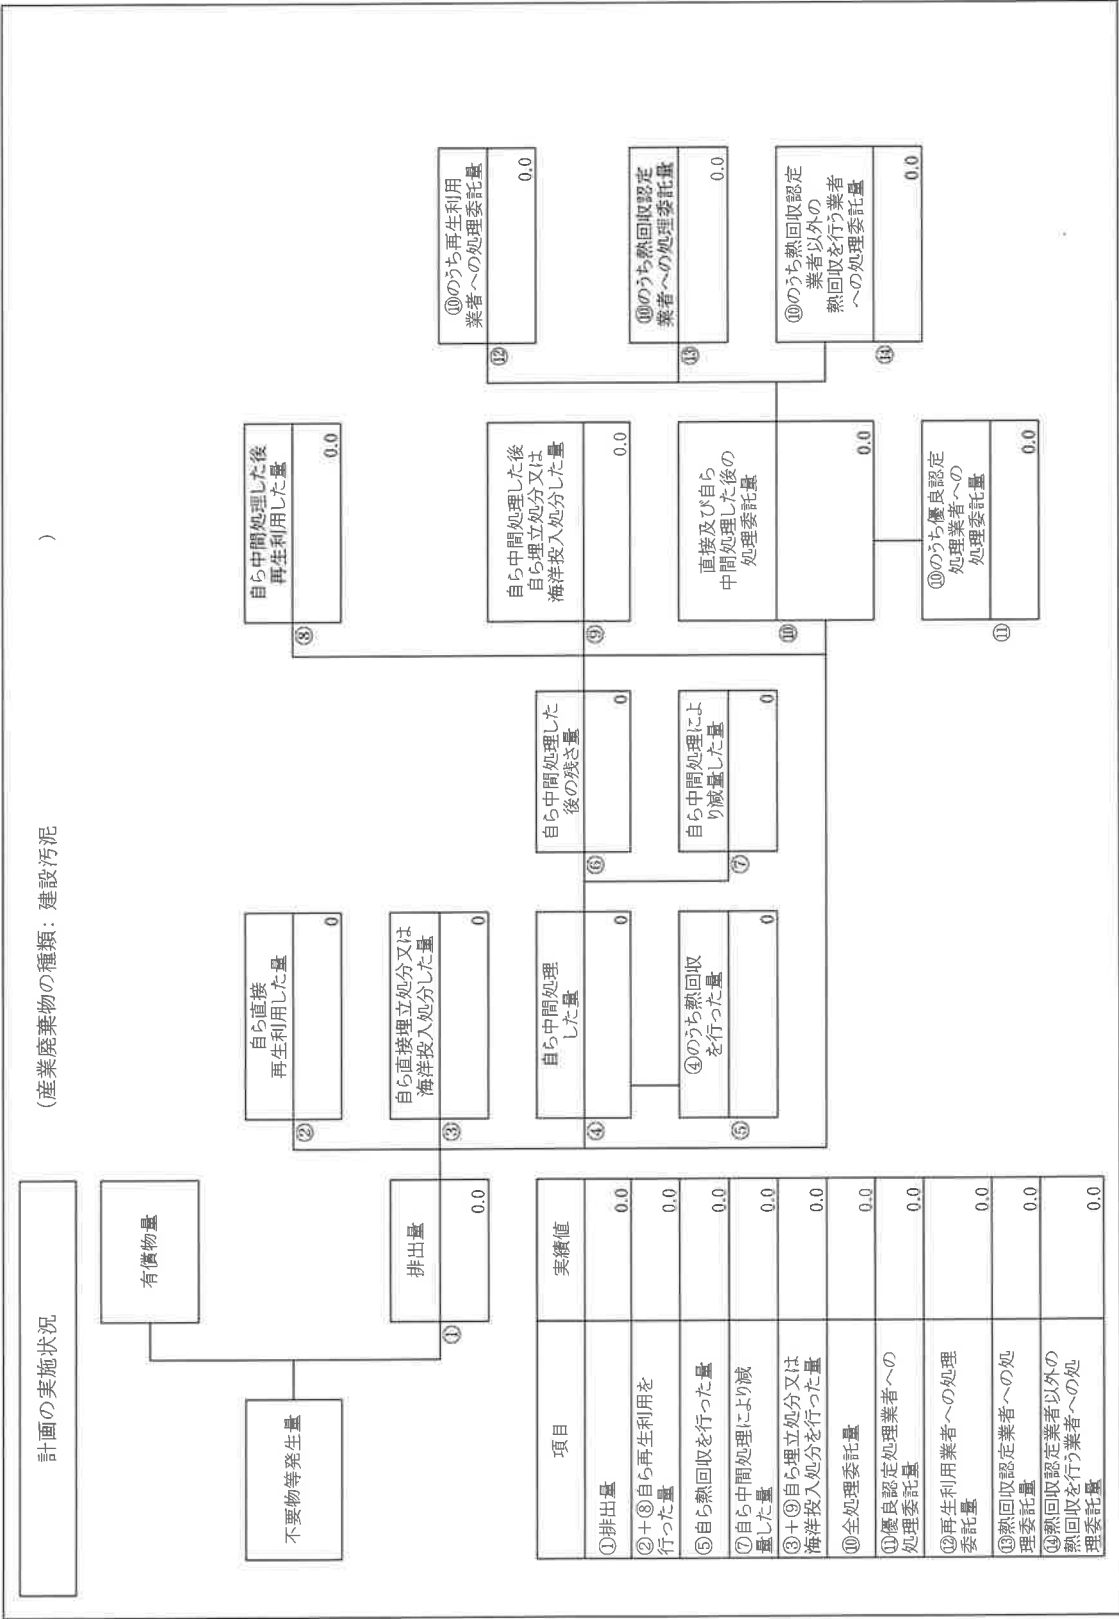 計画の実施状況
(産業廃棄物の種類：建設汚泥
)
有償物量
不要物等発生量
排出量
①
0.0
自ら直接
再生利用した量
②
0
自ら直接埋立処分又は
海洋投入処分した量
③
0
自ら中間処理
した量
④
0
④のうち熱回収
を行った量
⑤
0
自ら中間処理した
後の残さ量
⑥
0
自ら中間処理によ
り減量した量
⑦
0
自ら中間処理した後
再生利用した量
⑧
0.0
自ら中間処理した後
自ら埋立処分又は
海洋投入処分した量
⑨
0.0
直接及び自ら
中間処理した後の
処理委託量
⑩
0.0
⑩のうち優良認定
処理業者への
処理委託量
⑪
0.0
⑩のうち再生利用
業者への処理委託量
⑫
0.0
⑩のうち熱回収認定
業者への処理委託量
⑬
0.0
⑩のうち熱回収認定
業者以外の
熱回収を行う業者
への処理委託量
⑭
0.0
項目
実績値
①排出量
0.0
②＋⑧自ら再生利用を
行った量
0.0
⑤自ら熱回収を行った量
0.0
⑦自ら中間処理により減
量した量
0.0
③＋⑨自ら埋立処分又は
海洋投入処分を行った量
0.0
⑩全処理委託量
0.0
⑪優良認定処理業者への
処理委託量
0.0
⑫再生利用業者への処理
委託量
0.0
⑬熱回収認定業者への処
理委託量
0.0
⑭熱回収認定業者以外の
熱回収を行う業者への処
理委託量
0.0